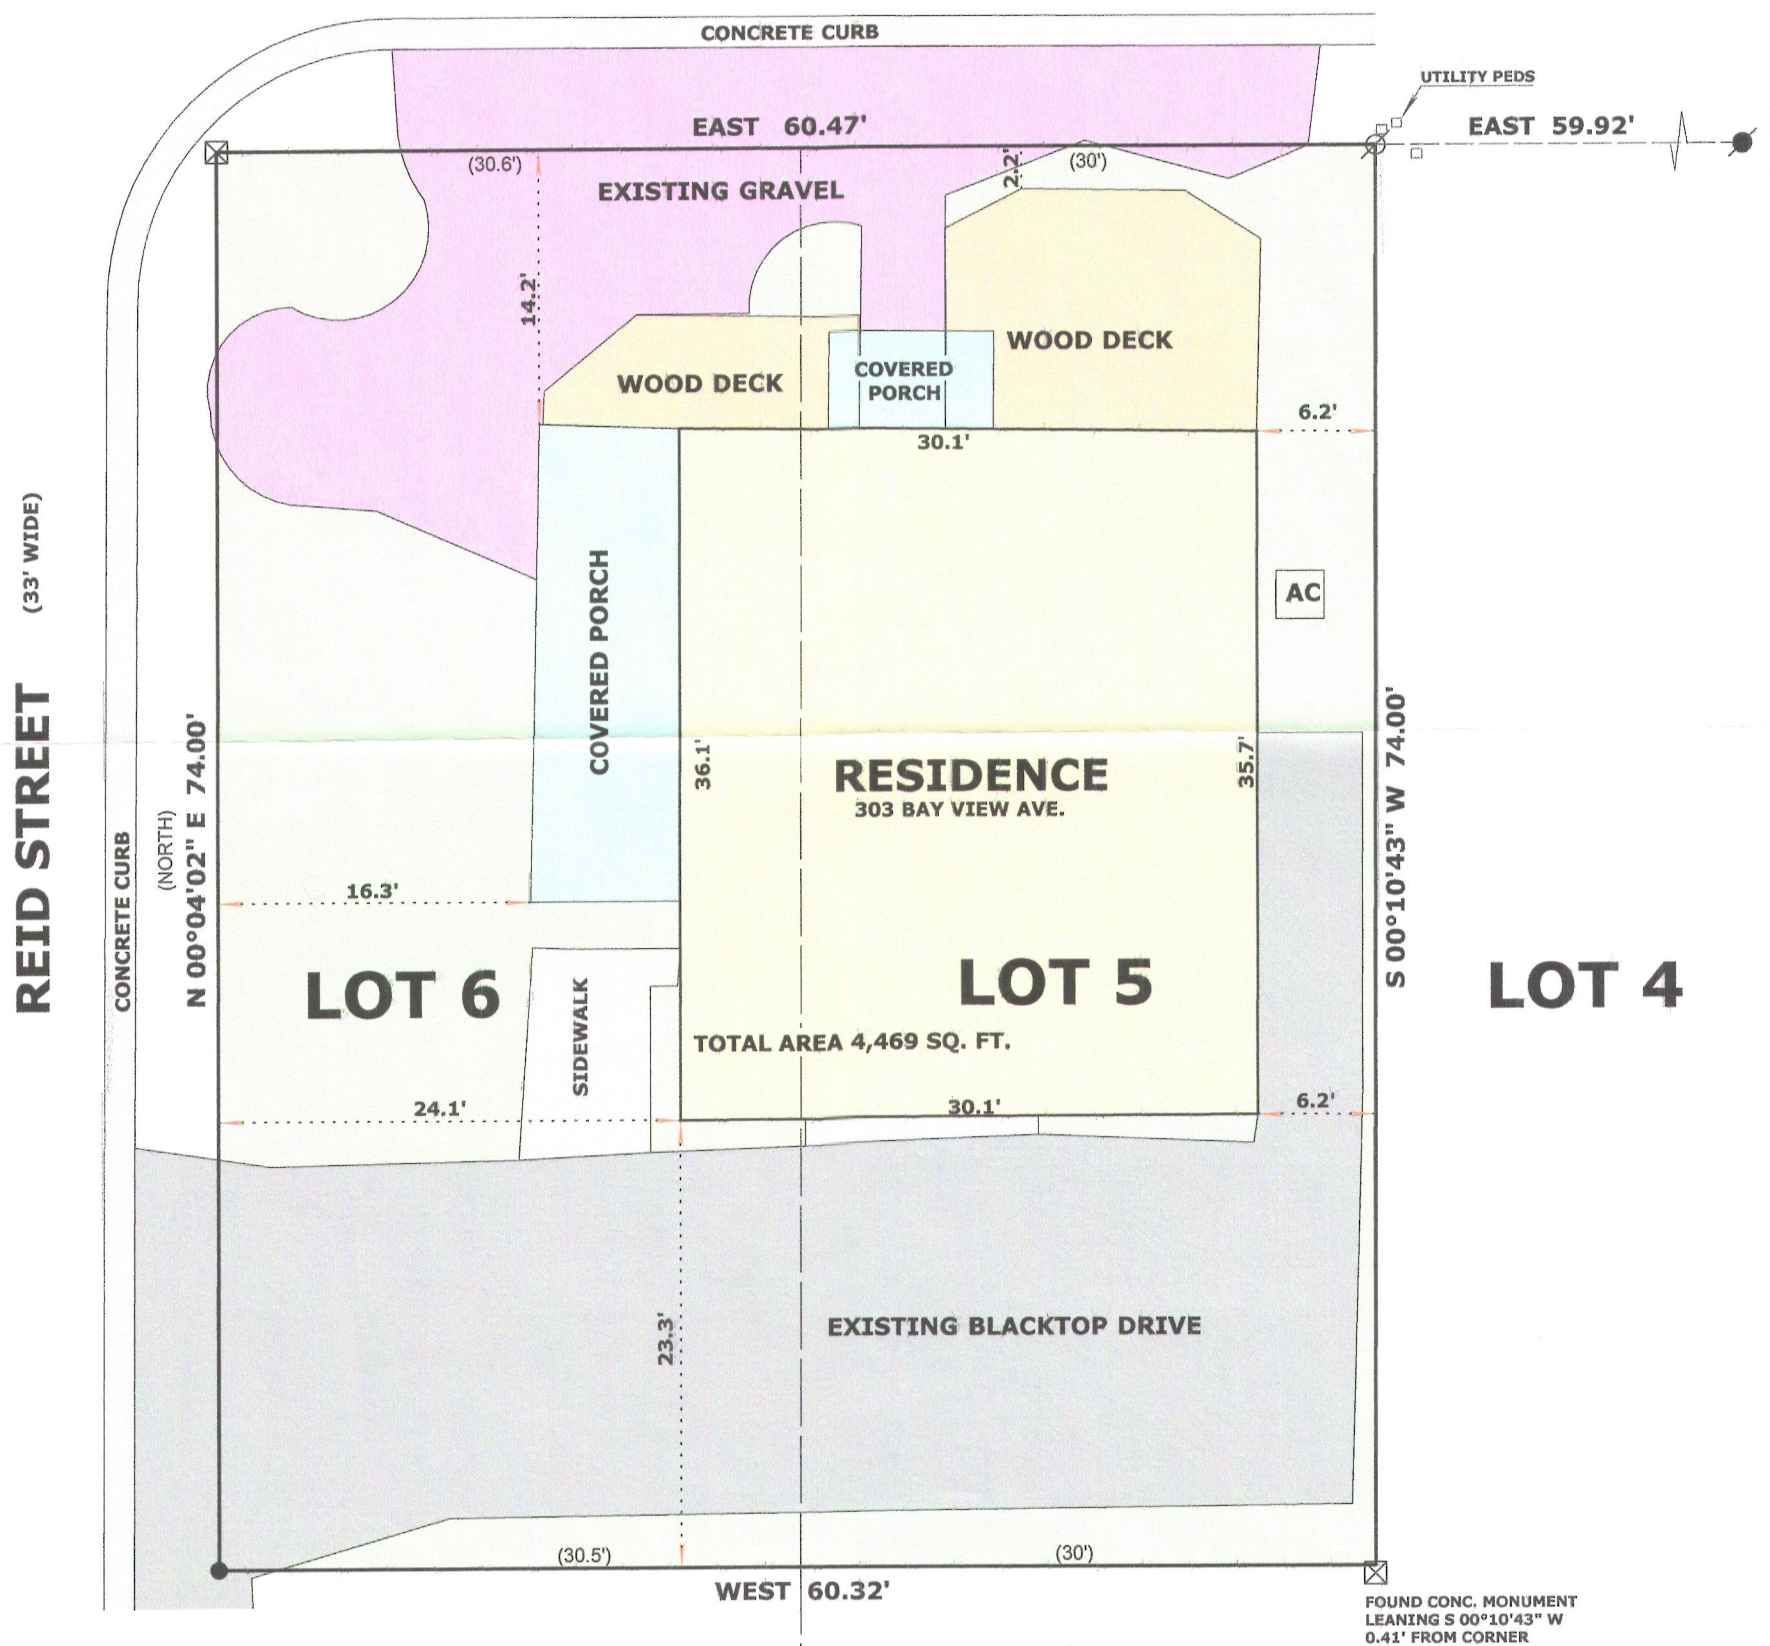 CONCRETE CURB
UTILITY PEDS
EAST 60.47'
EAST 59.92'
(30.6')
2.2'
(30')
EXISTING GRAVEL
14.2'
WOOD DECK
WOOD DECK
COVERED
PORCH
6.2'
30.1'
REID STREET (33' WIDE)
CONCRETE CURB
(NORTH)
N 00°04'02" E 74.00'
COVERED PORCH
AC
36.1'
RESIDENCE
303 BAY VIEW AVE.
35.7'
S 00°10'43" W 74.00'
16.3'
LOT 6
SIDEWALK
LOT 5
LOT 4
TOTAL AREA 4,469 SQ. FT.
24.1'
30.1'
6.2'
23.3'
EXISTING BLACKTOP DRIVE
(30.5')
(30')
WEST 60.32'
FOUND CONC. MONUMENT
LEANING S 00°10'43" W
0.41' FROM CORNER